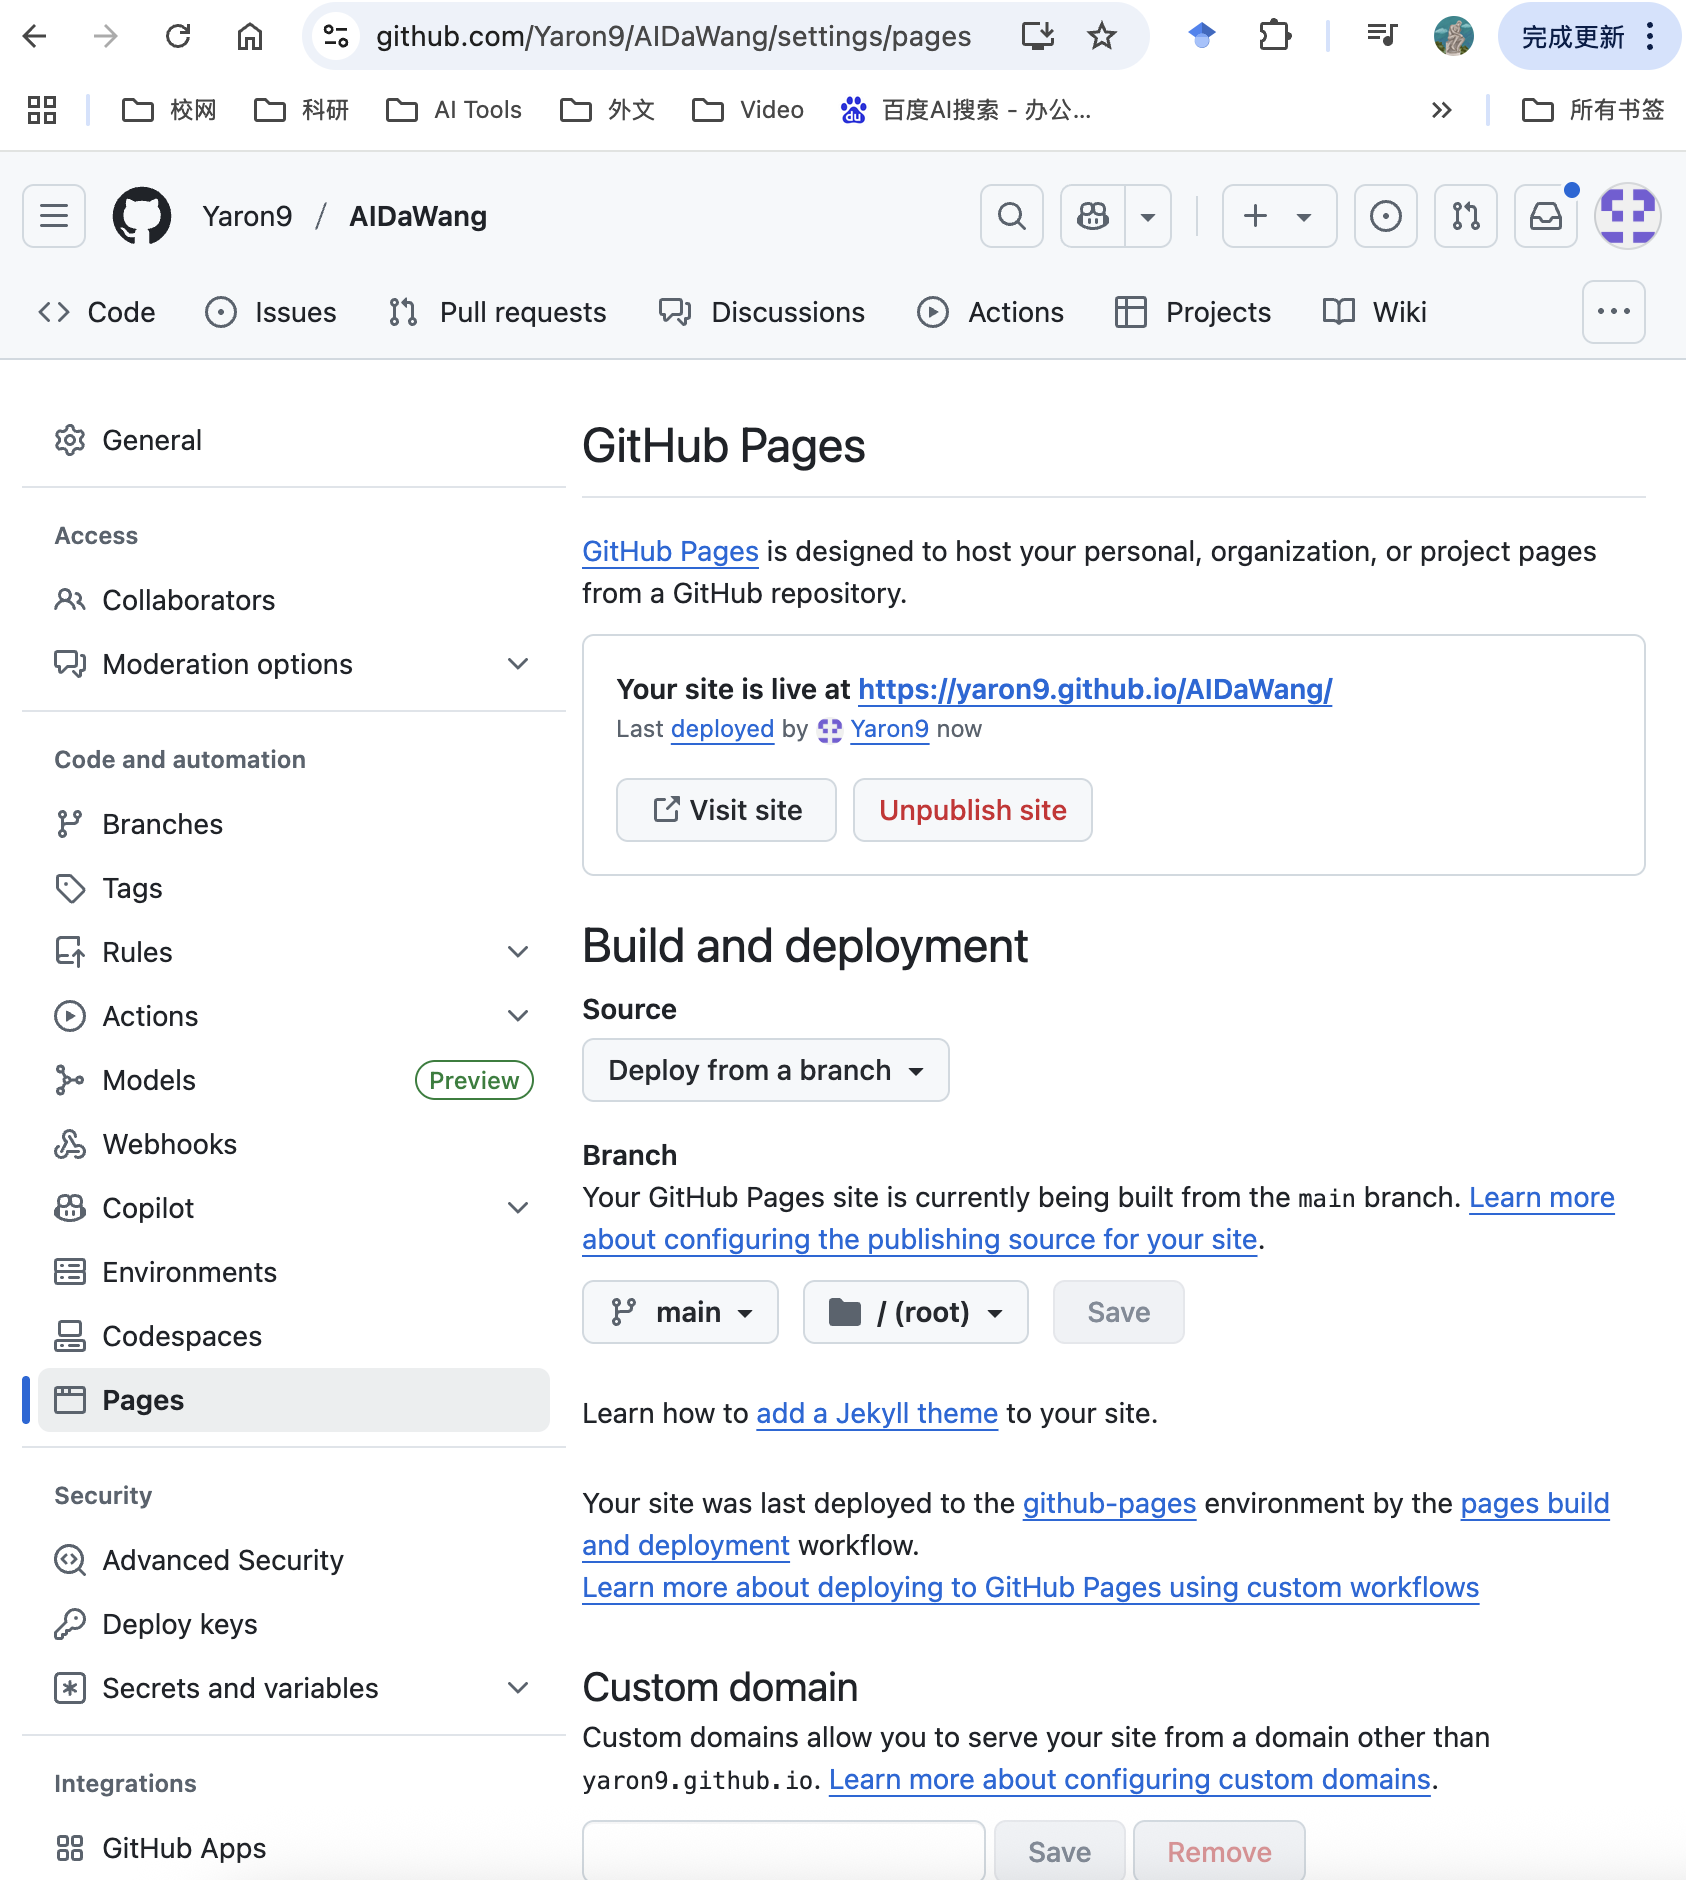 github.com/Yaron9/AIDaWang/settings/pages
完成更新
校网
科研
AI Tools
外文
Video
百度AI搜索 - 办公...
所有书签
Yaron9 / AIDaWang
Code
Issues
Pull requests
Discussions
Actions
Projects
Wiki
General
Access
Collaborators
Moderation options
Code and automation
Branches
Tags
Rules
Actions
Models
Preview
Webhooks
Copilot
Environments
Codespaces
Pages
Security
Advanced Security
Deploy keys
Secrets and variables
Integrations
GitHub Apps
GitHub Pages
GitHub Pages is designed to host your personal, organization, or project pages
from a GitHub repository.
Your site is live at https://yaron9.github.io/AIDaWang/
Last deployed by Yaron9 now
Visit site
Unpublish site
Build and deployment
Source
Deploy from a branch
Branch
Your GitHub Pages site is currently being built from the main branch. Learn more
about configuring the publishing source for your site.
main
/ (root)
Save
Learn how to add a Jekyll theme to your site.
Your site was last deployed to the github-pages environment by the pages build
and deployment workflow.
Learn more about deploying to GitHub Pages using custom workflows
Custom domain
Custom domains allow you to serve your site from a domain other than
yaron9.github.io. Learn more about configuring custom domains.
Save
Remove